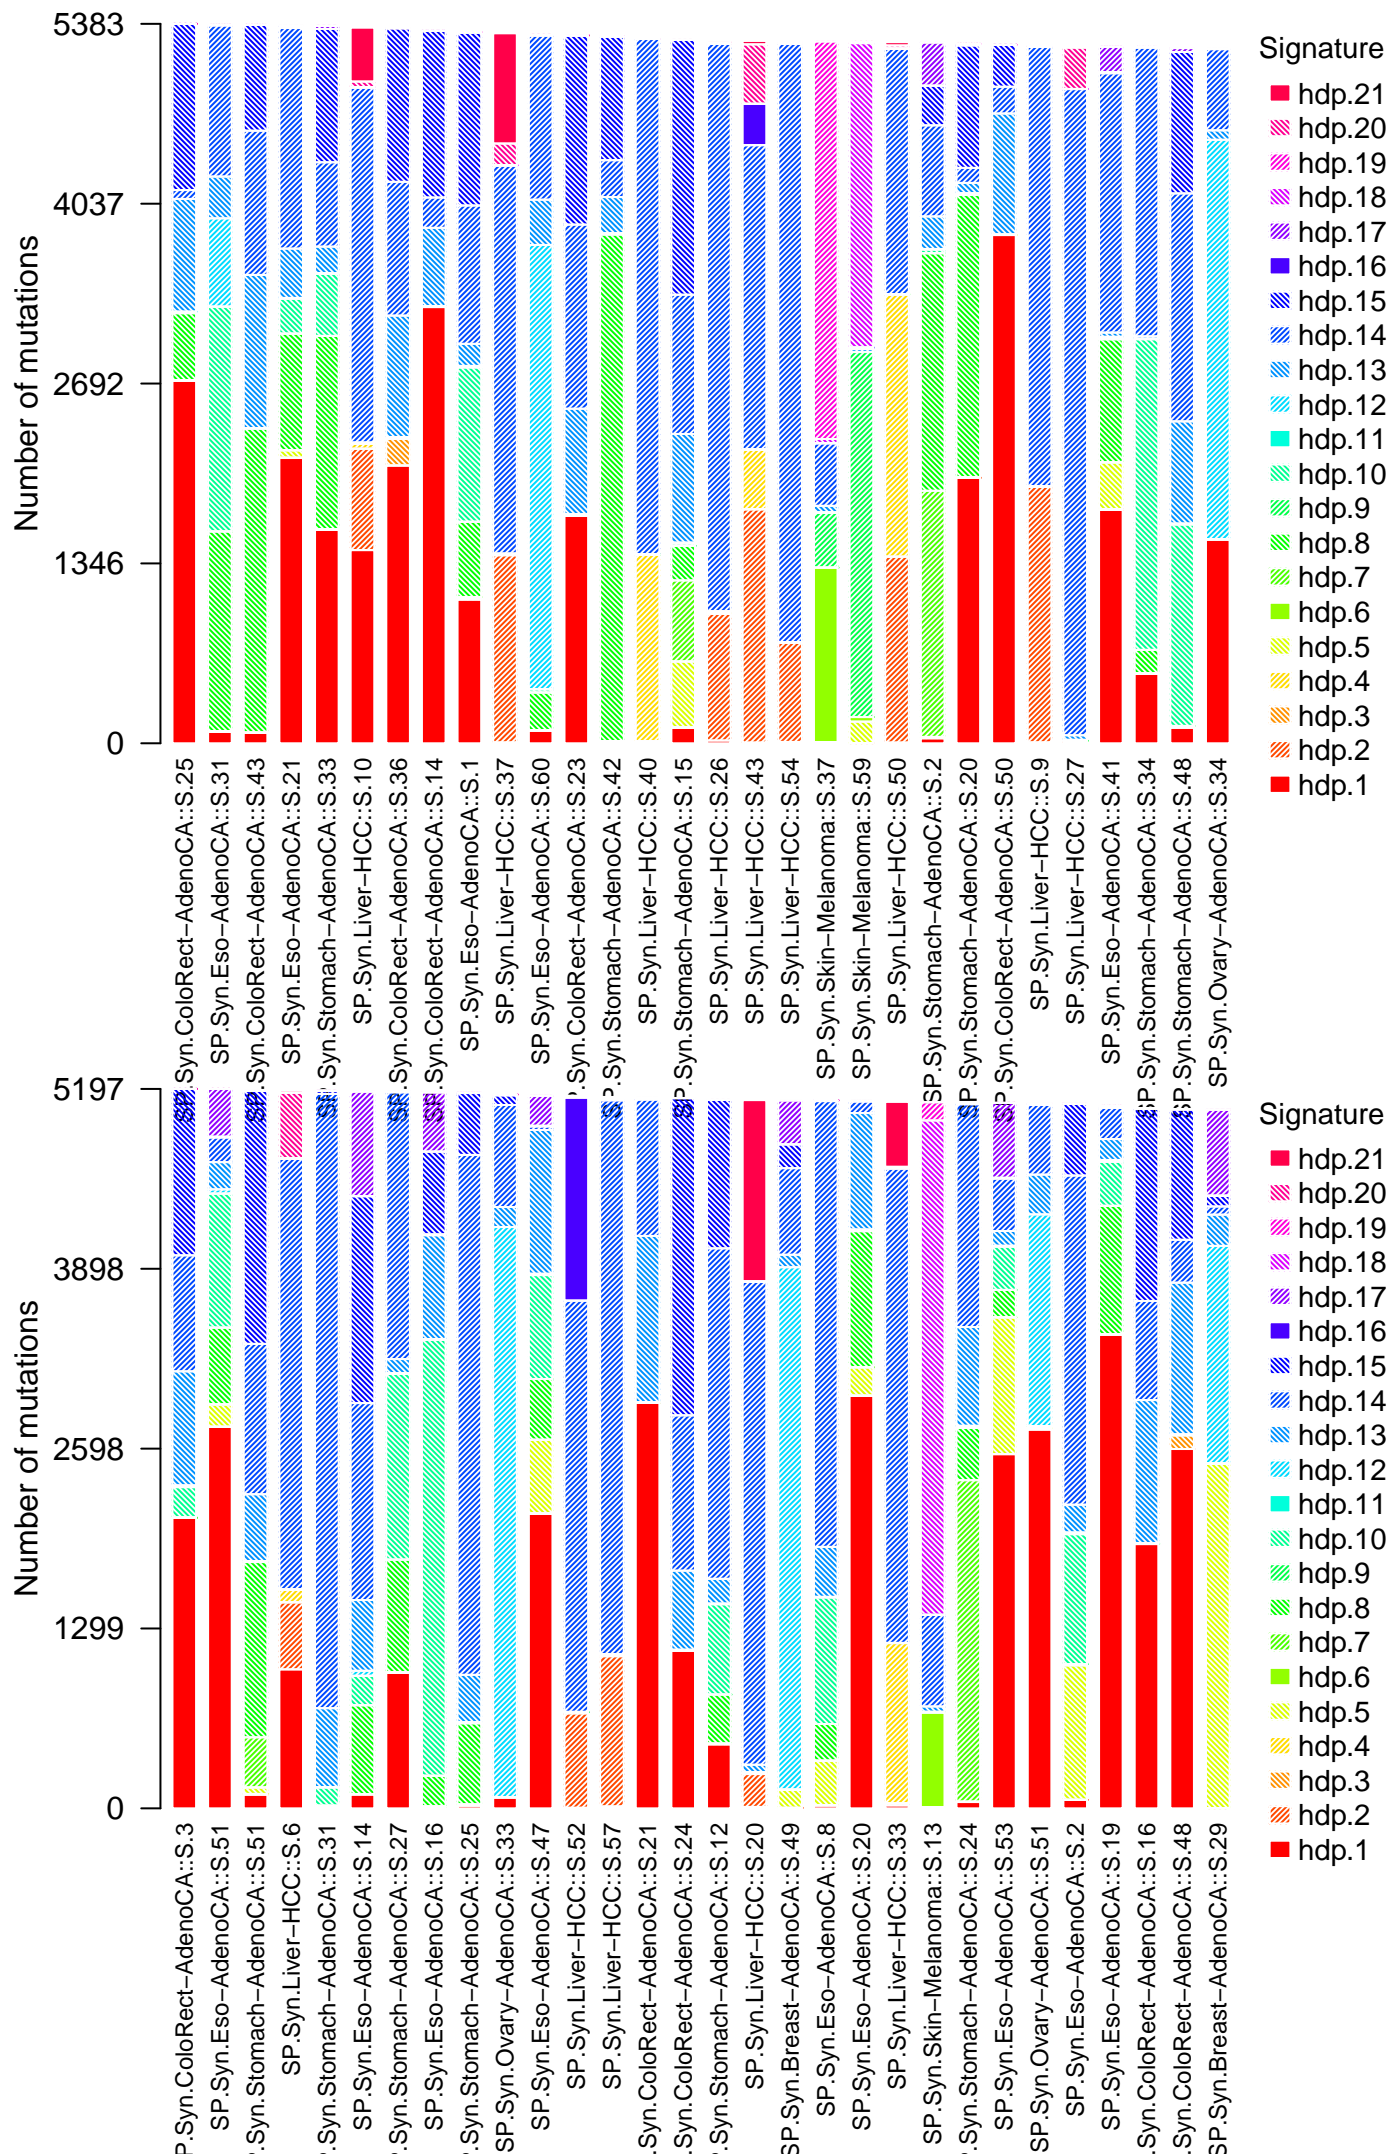 Number of mutations
5383
4037
2692
1346
0
Signature
hdp.21
hdp.20
hdp.19
hdp.18
hdp.17
hdp.16
hdp.15
hdp.14
hdp.13
hdp.12
hdp.11
hdp.10
hdp.9
hdp.8
hdp.7
hdp.6
hdp.5
hdp.4
hdp.3
hdp.2
hdp.1
SP.Syn.ColoRect−AdenoCA::S.25
SP.Syn.Eso−AdenoCA::S.31
SP.Syn.ColoRect−AdenoCA::S.43
SP.Syn.Eso−AdenoCA::S.21
SP.Syn.Stomach−AdenoCA::S.33
SP.Syn.Liver−HCC::S.10
SP.Syn.ColoRect−AdenoCA::S.36
SP.Syn.ColoRect−AdenoCA::S.14
SP.Syn.Eso−AdenoCA::S.1
SP.Syn.Liver−HCC::S.37
SP.Syn.Eso−AdenoCA::S.60
P.Syn.ColoRect−AdenoCA::S.23
SP.Syn.Stomach−AdenoCA::S.42
SP.Syn.Liver−HCC::S.40
SP.Syn.Stomach−AdenoCA::S.15
SP.Syn.Liver−HCC::S.26
SP.Syn.Liver−HCC::S.43
SP.Syn.Liver−HCC::S.54
SP.Syn.Skin−Melanoma::S.37
SP.Syn.Skin−Melanoma::S.59
SP.Syn.Liver−HCC::S.50
SP.Syn.Stomach−AdenoCA::S.2
SP.Syn.Stomach−AdenoCA::S.20
SP.Syn.ColoRect−AdenoCA::S.50
SP.Syn.Liver−HCC::S.9
SP.Syn.Liver−HCC::S.27
SP.Syn.Eso−AdenoCA::S.41
SP.Syn.Stomach−AdenoCA::S.34
SP.Syn.Stomach−AdenoCA::S.48
SP.Syn.Ovary−AdenoCA::S.34
Number of mutations
5197
3898
2598
1299
0
Signature
hdp.21
hdp.20
hdp.19
hdp.18
hdp.17
hdp.16
hdp.15
hdp.14
hdp.13
hdp.12
hdp.11
hdp.10
hdp.9
hdp.8
hdp.7
hdp.6
hdp.5
hdp.4
hdp.3
hdp.2
hdp.1
P.Syn.ColoRect−AdenoCA::S.3
SP.Syn.Eso−AdenoCA::S.51
.Syn.Stomach−AdenoCA::S.51
SP.Syn.Liver−HCC::S.6
.Syn.Stomach−AdenoCA::S.31
SP.Syn.Eso−AdenoCA::S.14
.Syn.Stomach−AdenoCA::S.27
SP.Syn.Eso−AdenoCA::S.16
.Syn.Stomach−AdenoCA::S.25
SP.Syn.Ovary−AdenoCA::S.33
SP.Syn.Eso−AdenoCA::S.47
SP.Syn.Liver−HCC::S.52
SP.Syn.Liver−HCC::S.57
.Syn.ColoRect−AdenoCA::S.21
.Syn.ColoRect−AdenoCA::S.24
.Syn.Stomach−AdenoCA::S.12
SP.Syn.Liver−HCC::S.20
SP.Syn.Breast−AdenoCA::S.49
SP.Syn.Eso−AdenoCA::S.8
SP.Syn.Eso−AdenoCA::S.20
SP.Syn.Liver−HCC::S.33
SP.Syn.Skin−Melanoma::S.13
.Syn.Stomach−AdenoCA::S.24
SP.Syn.Eso−AdenoCA::S.53
SP.Syn.Ovary−AdenoCA::S.51
SP.Syn.Eso−AdenoCA::S.2
SP.Syn.Eso−AdenoCA::S.19
.Syn.ColoRect−AdenoCA::S.16
.Syn.ColoRect−AdenoCA::S.48
SP.Syn.Breast−AdenoCA::S.29